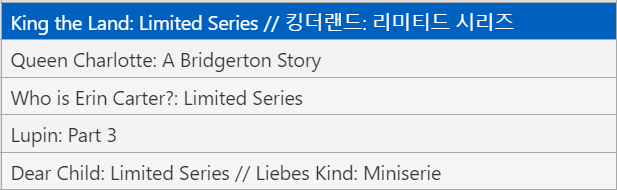 King the Land: Limited Series // 킹더랜드: 리미티드 시리즈
Queen Charlotte: A Bridgerton Story
Who is Erin Carter?: Limited Series
Lupin: Part 3
Dear Child: Limited Series // Liebes Kind: Miniserie